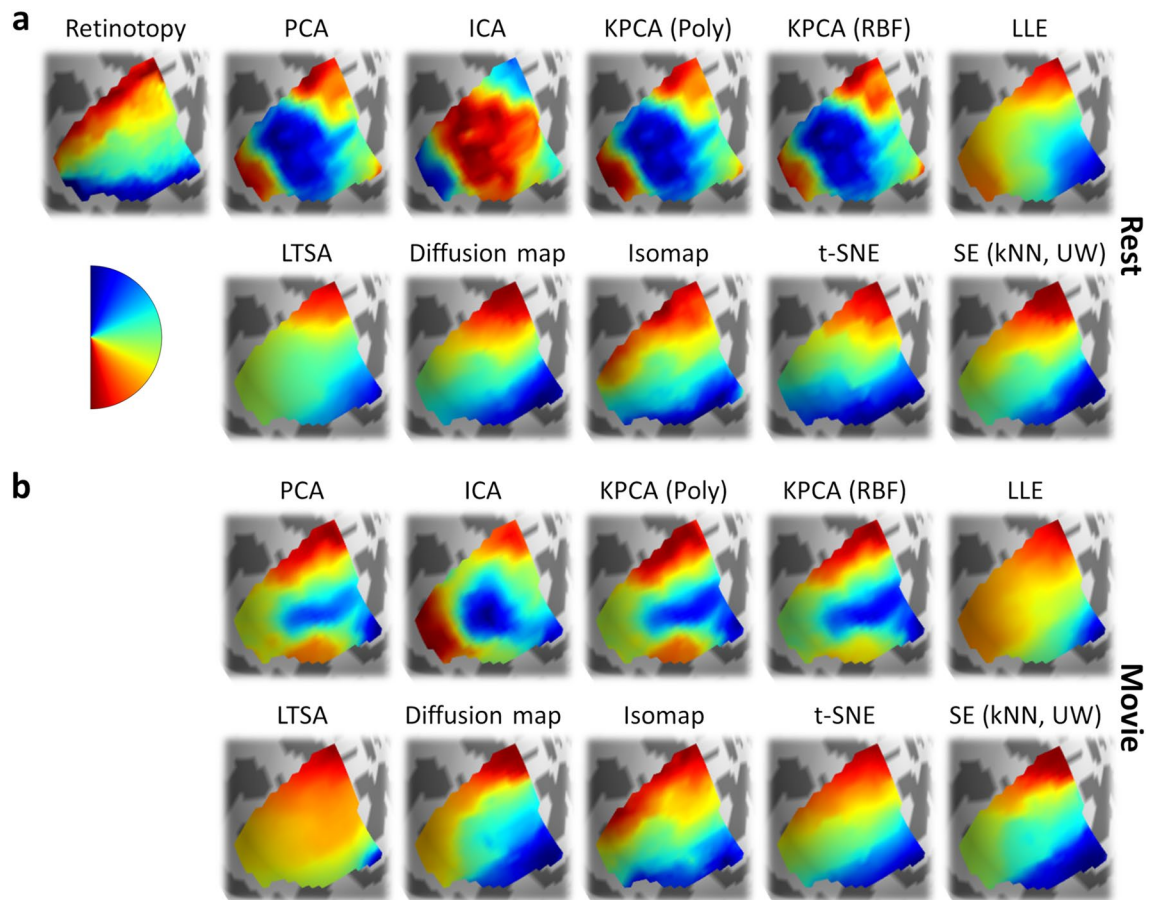 a
Retinotopy PCA ICA KPCA (Poly) KPCA (RBF) LLE
Rest
LTSA Diffusion map Isomap t-SNE SE (kNN, UW)
b
PCA ICA KPCA (Poly) KPCA (RBF) LLE
Movie
LTSA Diffusion map Isomap t-SNE SE (kNN, UW)